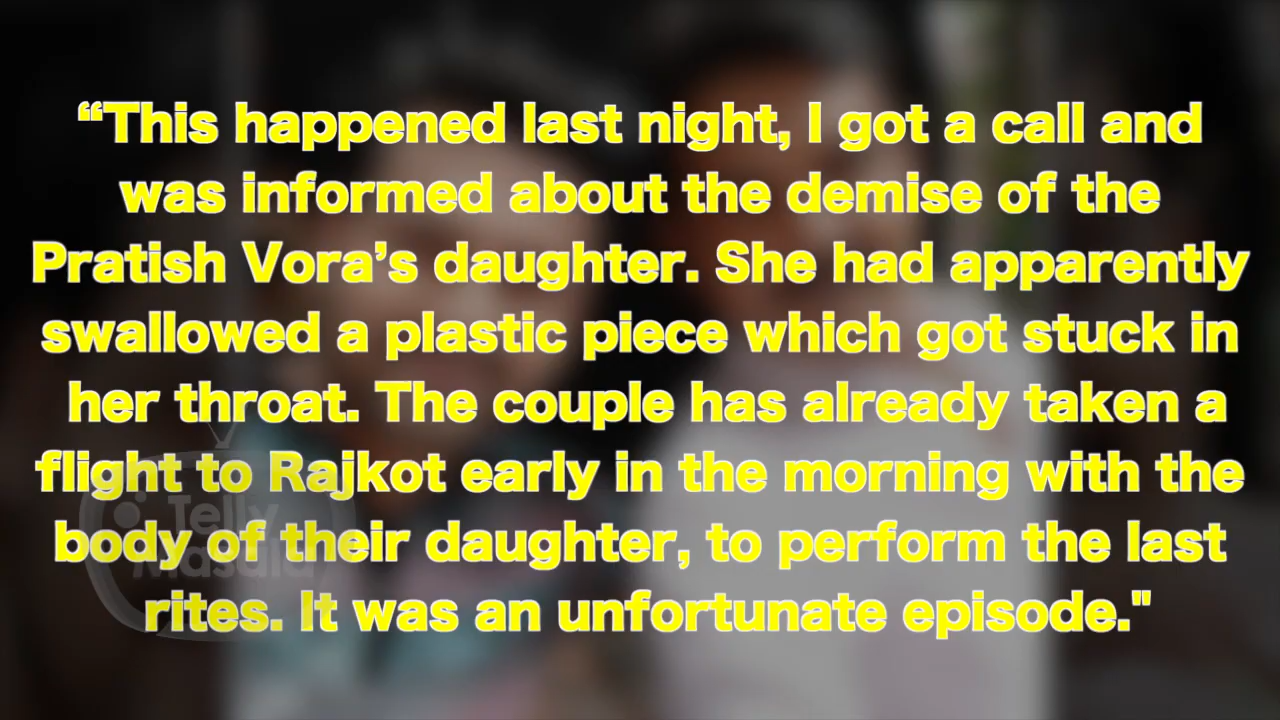 “This happened last night, I got a call and
was informed about the demise of the
Pratish Vora’s daughter. She had apparently
swallowed a plastic piece which got stuck in
her throat. The couple has already taken a
flight to Rajkot early in the morning with the
body of their daughter, to perform the last
rites. It was an unfortunate episode."
Telly
Masala